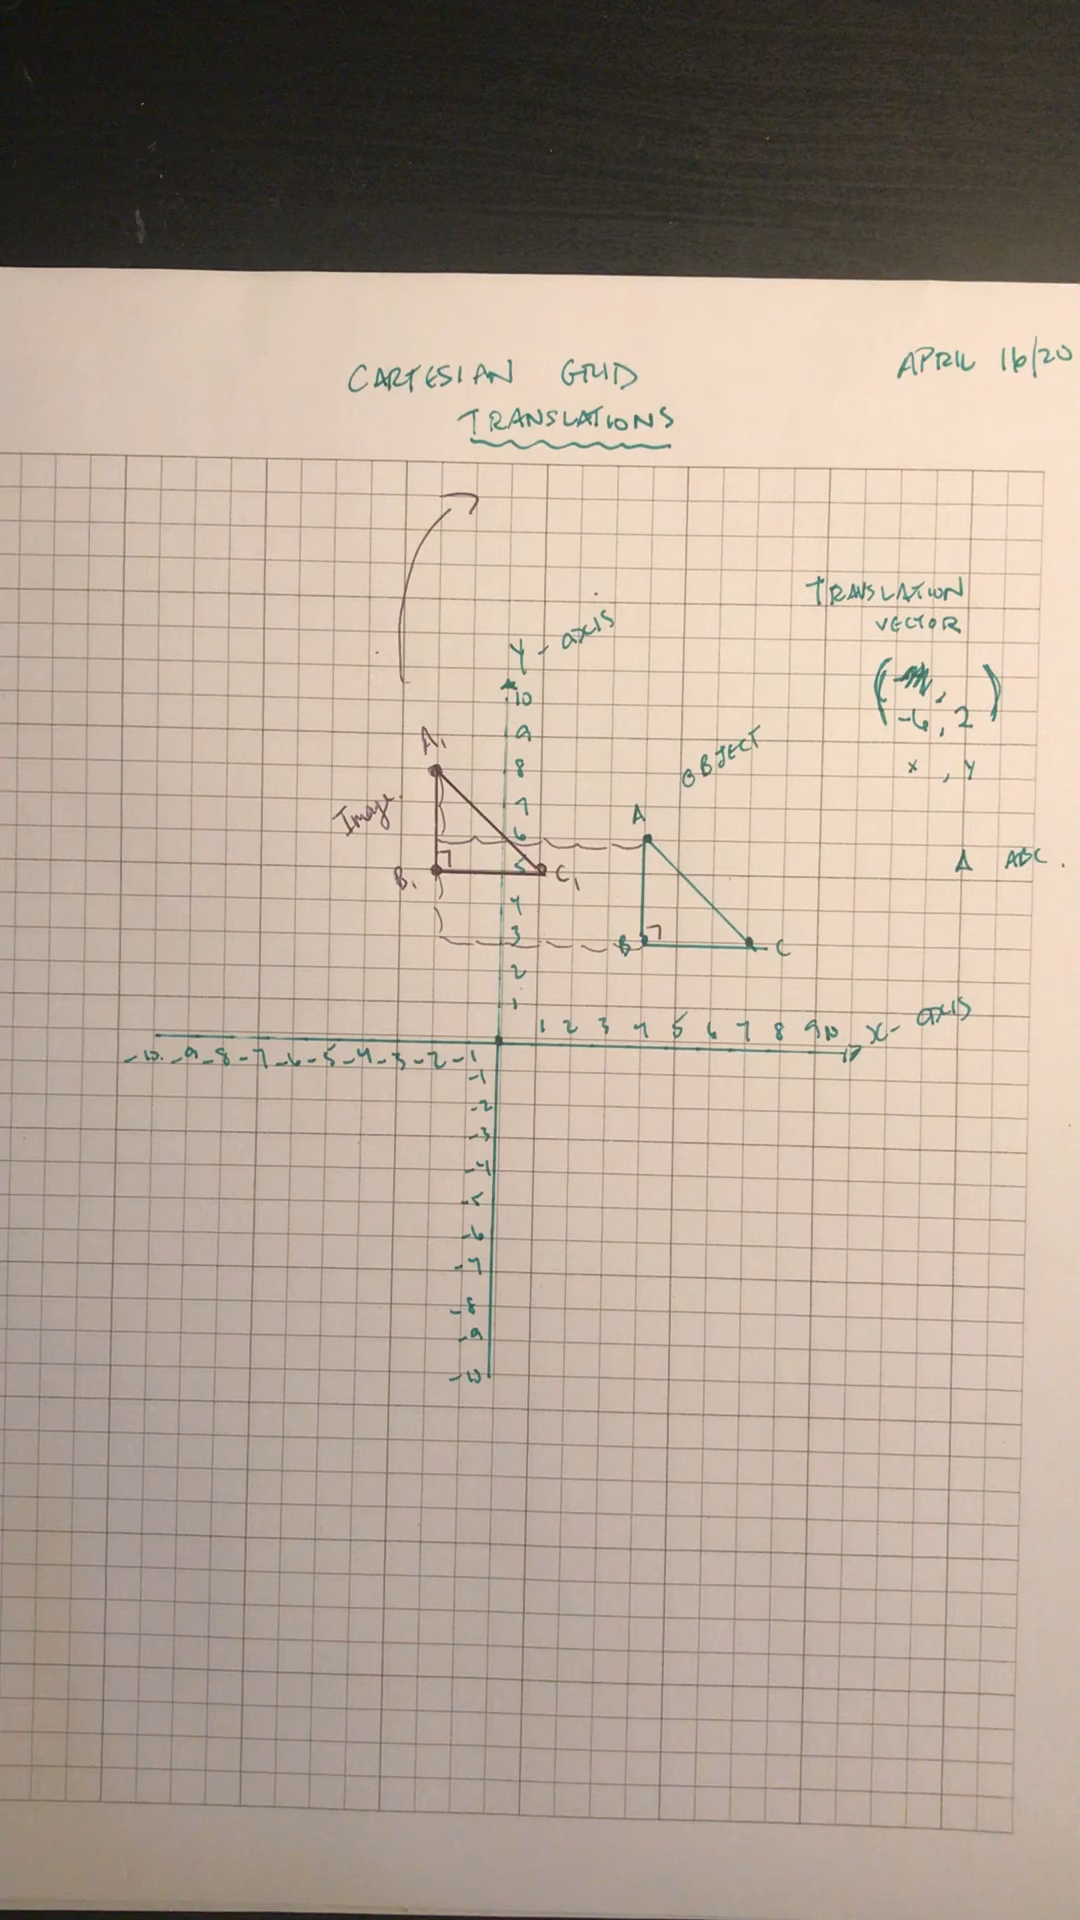 CARTESIAN GRID
APRIL 16/20
TRANSLATIONS
TRANSLATION
VECTOR
Y - axis
( , )
-6, 2
x , y
10
9
8
7
6
5
4
3
2
1
A1
Image
B1
C1
OBJECT
A
B
C
Δ ABC.
1 2 3 4 5 6 7 8 9 10 x- axis
-10 -9 -8 -7 -6 -5 -4 -3 -2 -1
-1
-2
-3
-4
-5
-6
-7
-8
-9
-10